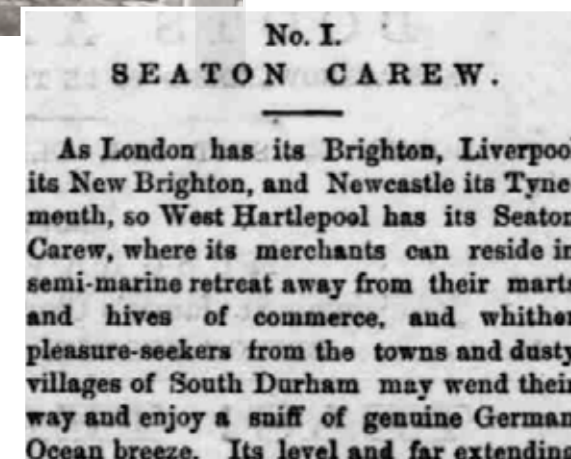 No. I.
SEATON CAREW.
As London has its Brighton, Liverpool
its New Brighton, and Newcastle its Tyne-
mouth, so West Hartlepool has its Seaton
Carew, where its merchants can reside in
semi-marine retreat away from their marts
and hives of commerce, and whither
pleasure-seekers from the towns and dusty
villages of South Durham may wend their
way and enjoy a sniff of genuine German
Ocean breeze. Its level and far extending